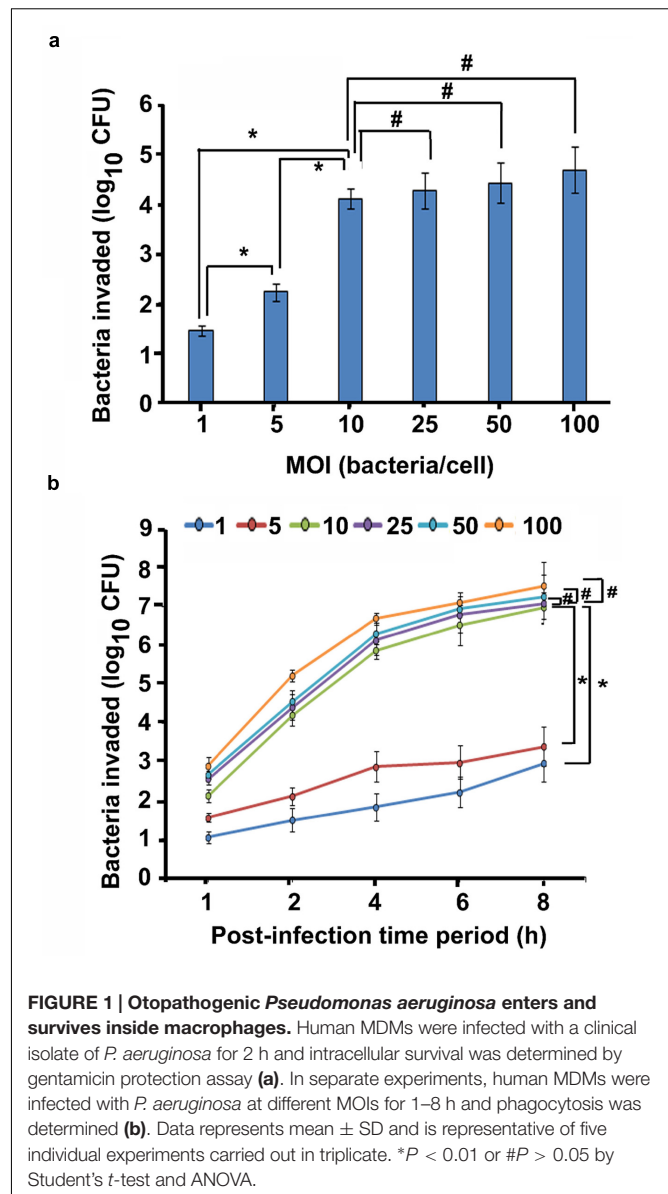 a
#
#
#
*
*
*
6
5
4
3
2
1
0
Bacteria invaded (log10 CFU)
1 5 10 25 50 100
MOI (bacteria/cell)
b
1 5 10 25 50 100
9
8
7
6
5
4
3
2
1
0
Bacteria invaded (log10 CFU)
# # #
* *
1 2 4 6 8
Post-infection time period (h)
FIGURE 1 | Otopathogenic Pseudomonas aeruginosa enters and
survives inside macrophages. Human MDMs were infected with a clinical
isolate of P. aeruginosa for 2 h and intracellular survival was determined by
gentamicin protection assay (a). In separate experiments, human MDMs were
infected with P. aeruginosa at different MOIs for 1–8 h and phagocytosis was
determined (b). Data represents mean ± SD and is representative of five
individual experiments carried out in triplicate. *P < 0.01 or #P > 0.05 by
Student's t-test and ANOVA.